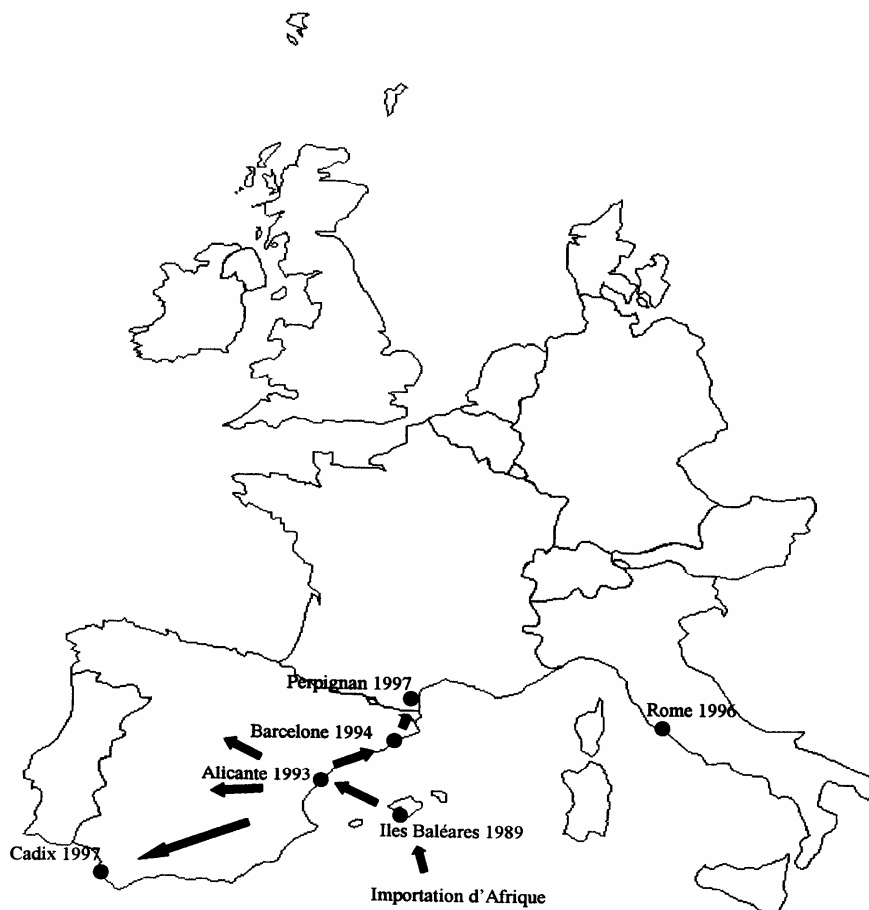 Perpignan 1997
Rome 1996
Barcelone 1994
Alicante 1993
Iles Baléares 1989
Cadix 1997
Importation d'Afrique